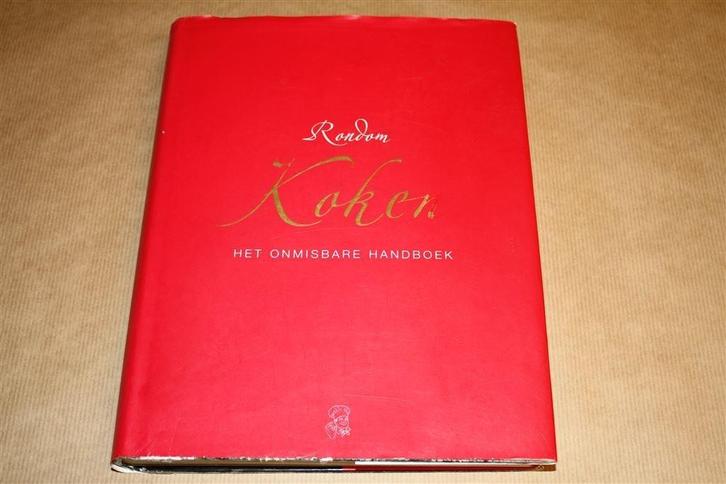 Rondom
Koken
HET ONMISBARE HANDBOEK